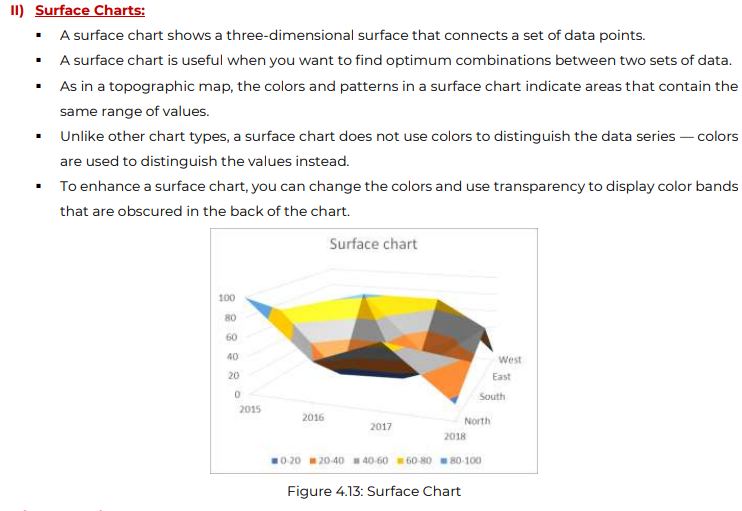 II) Surface Charts:
▪ A surface chart shows a three-dimensional surface that connects a set of data points.
▪ A surface chart is useful when you want to find optimum combinations between two sets of data.
▪ As in a topographic map, the colors and patterns in a surface chart indicate areas that contain the
same range of values.
▪ Unlike other chart types, a surface chart does not use colors to distinguish the data series — colors
are used to distinguish the values instead.
▪ To enhance a surface chart, you can change the colors and use transparency to display color bands
that are obscured in the back of the chart.
Surface chart
100
80
60
40
20
0
West
East
South
North
2015
2016
2017
2018
0-20 20-40 40-60 60-80 80-100
Figure 4.13: Surface Chart